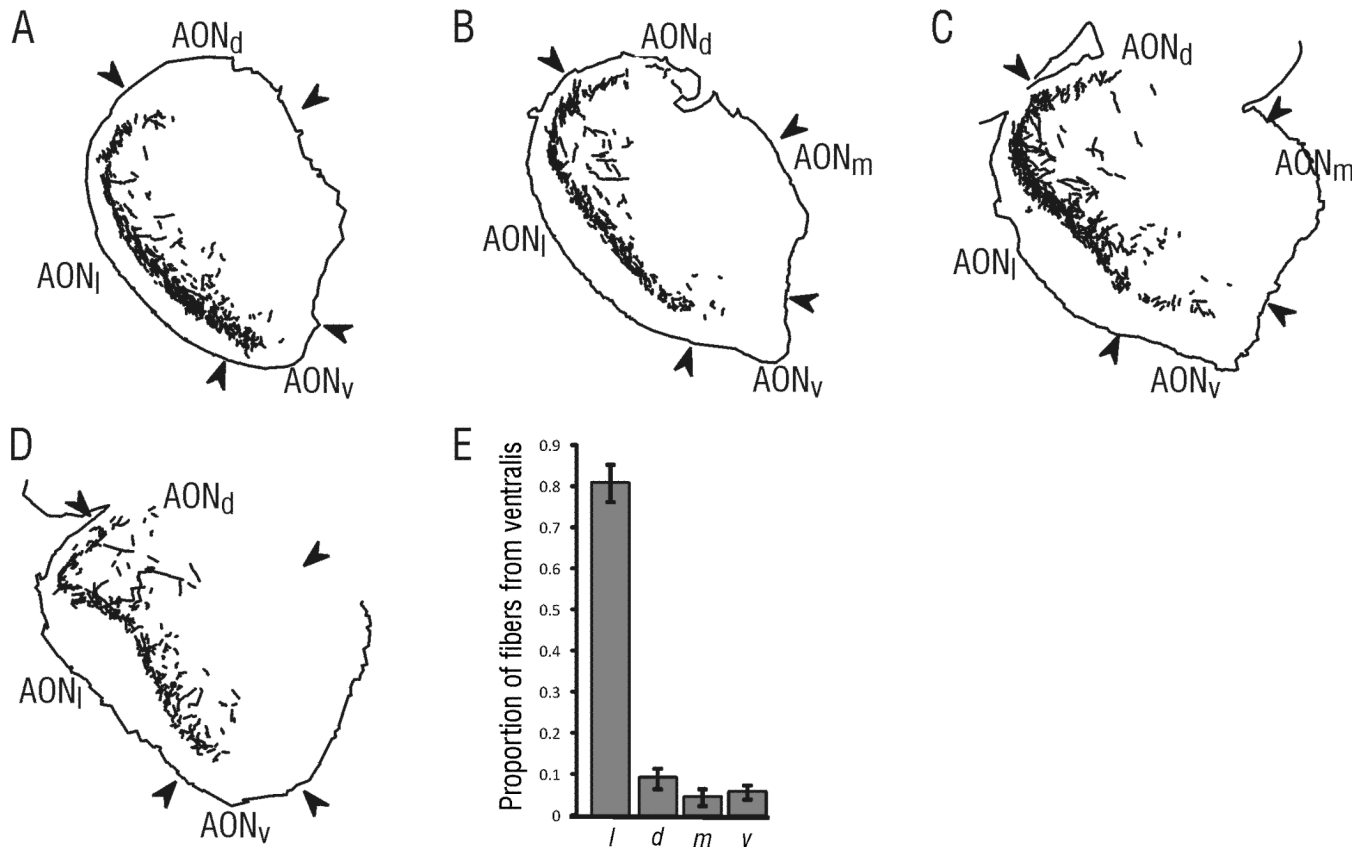 A
AONd
AONl
AONv
B
AONd
AONm
AONl
AONv
C
AONd
AONm
AONl
AONv
D
AONd
AONl
AONv
E
Proportion of fibers from ventralis
0.9
0.8
0.7
0.6
0.5
0.4
0.3
0.2
0.1
0
l d m v